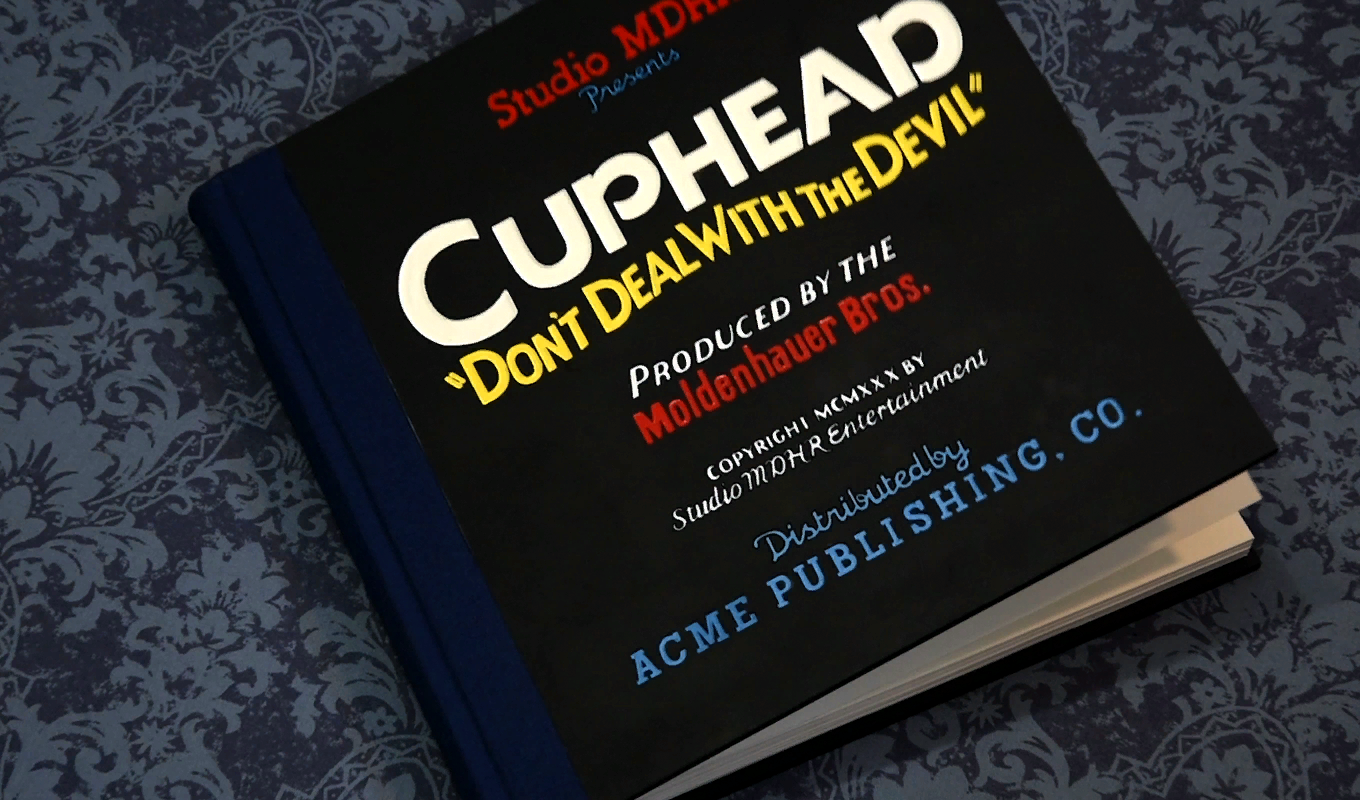 Studio MDHR
Presents
CUPHEAD
"DON'T DEAL WITH THE DEVIL"
PRODUCED BY THE
Moldenhauer Bros.
COPYRIGHT MCMXXX BY
Studio MDHR Entertainment
Distributed by
ACME PUBLISHING, CO.